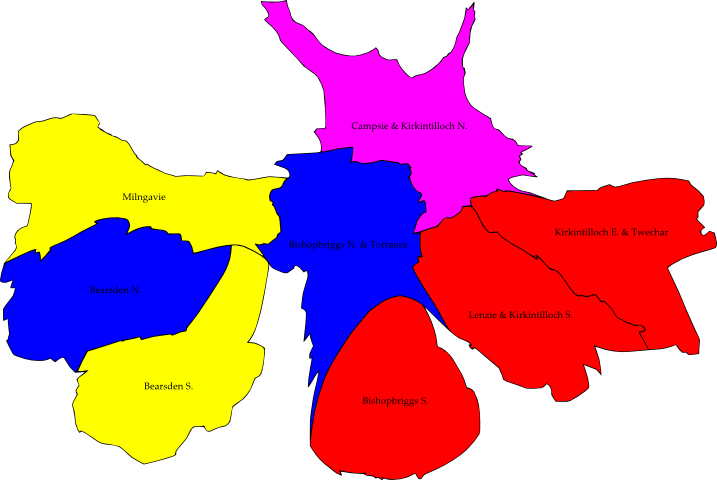 Campsie & Kirkintilloch N.
Milngavie
Kirkintilloch E. & Twechar
Bishopbriggs N. & Torrance
Bearsden N.
Lenzie & Kirkintilloch S.
Bearsden S.
Bishopbriggs S.